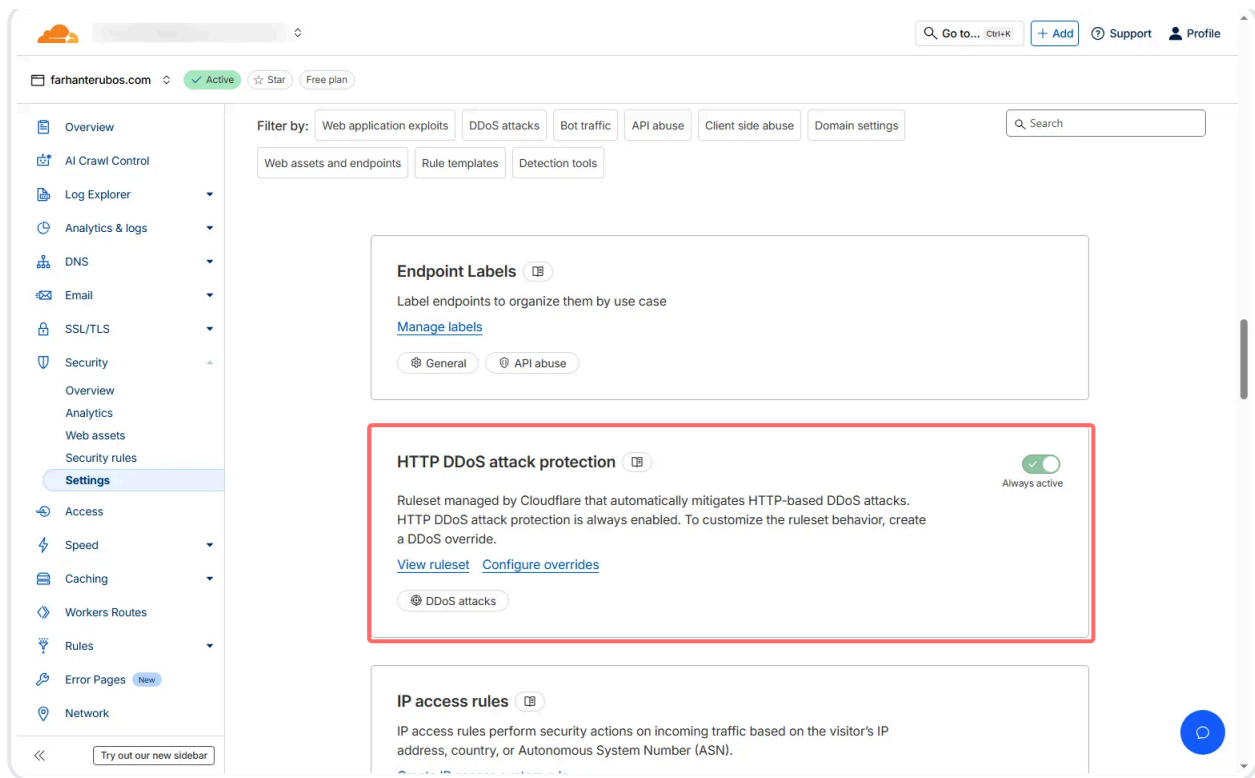 Go to... Ctrl+K
+ Add
Support
Profile
farhanterubos.com
Active
Star
Free plan
Overview
AI Crawl Control
Log Explorer
Analytics & logs
DNS
Email
SSL/TLS
Security
Overview
Analytics
Web assets
Security rules
Settings
Access
Speed
Caching
Workers Routes
Rules
Error Pages New
Network
Try out our new sidebar
Filter by: Web application exploits DDoS attacks Bot traffic API abuse Client side abuse Domain settings
Web assets and endpoints Rule templates Detection tools
Search
Endpoint Labels
Label endpoints to organize them by use case
Manage labels
General API abuse
HTTP DDoS attack protection
Always active
Ruleset managed by Cloudflare that automatically mitigates HTTP-based DDoS attacks.
HTTP DDoS attack protection is always enabled. To customize the ruleset behavior, create
a DDoS override.
View ruleset Configure overrides
DDoS attacks
IP access rules
IP access rules perform security actions on incoming traffic based on the visitor's IP
address, country, or Autonomous System Number (ASN).